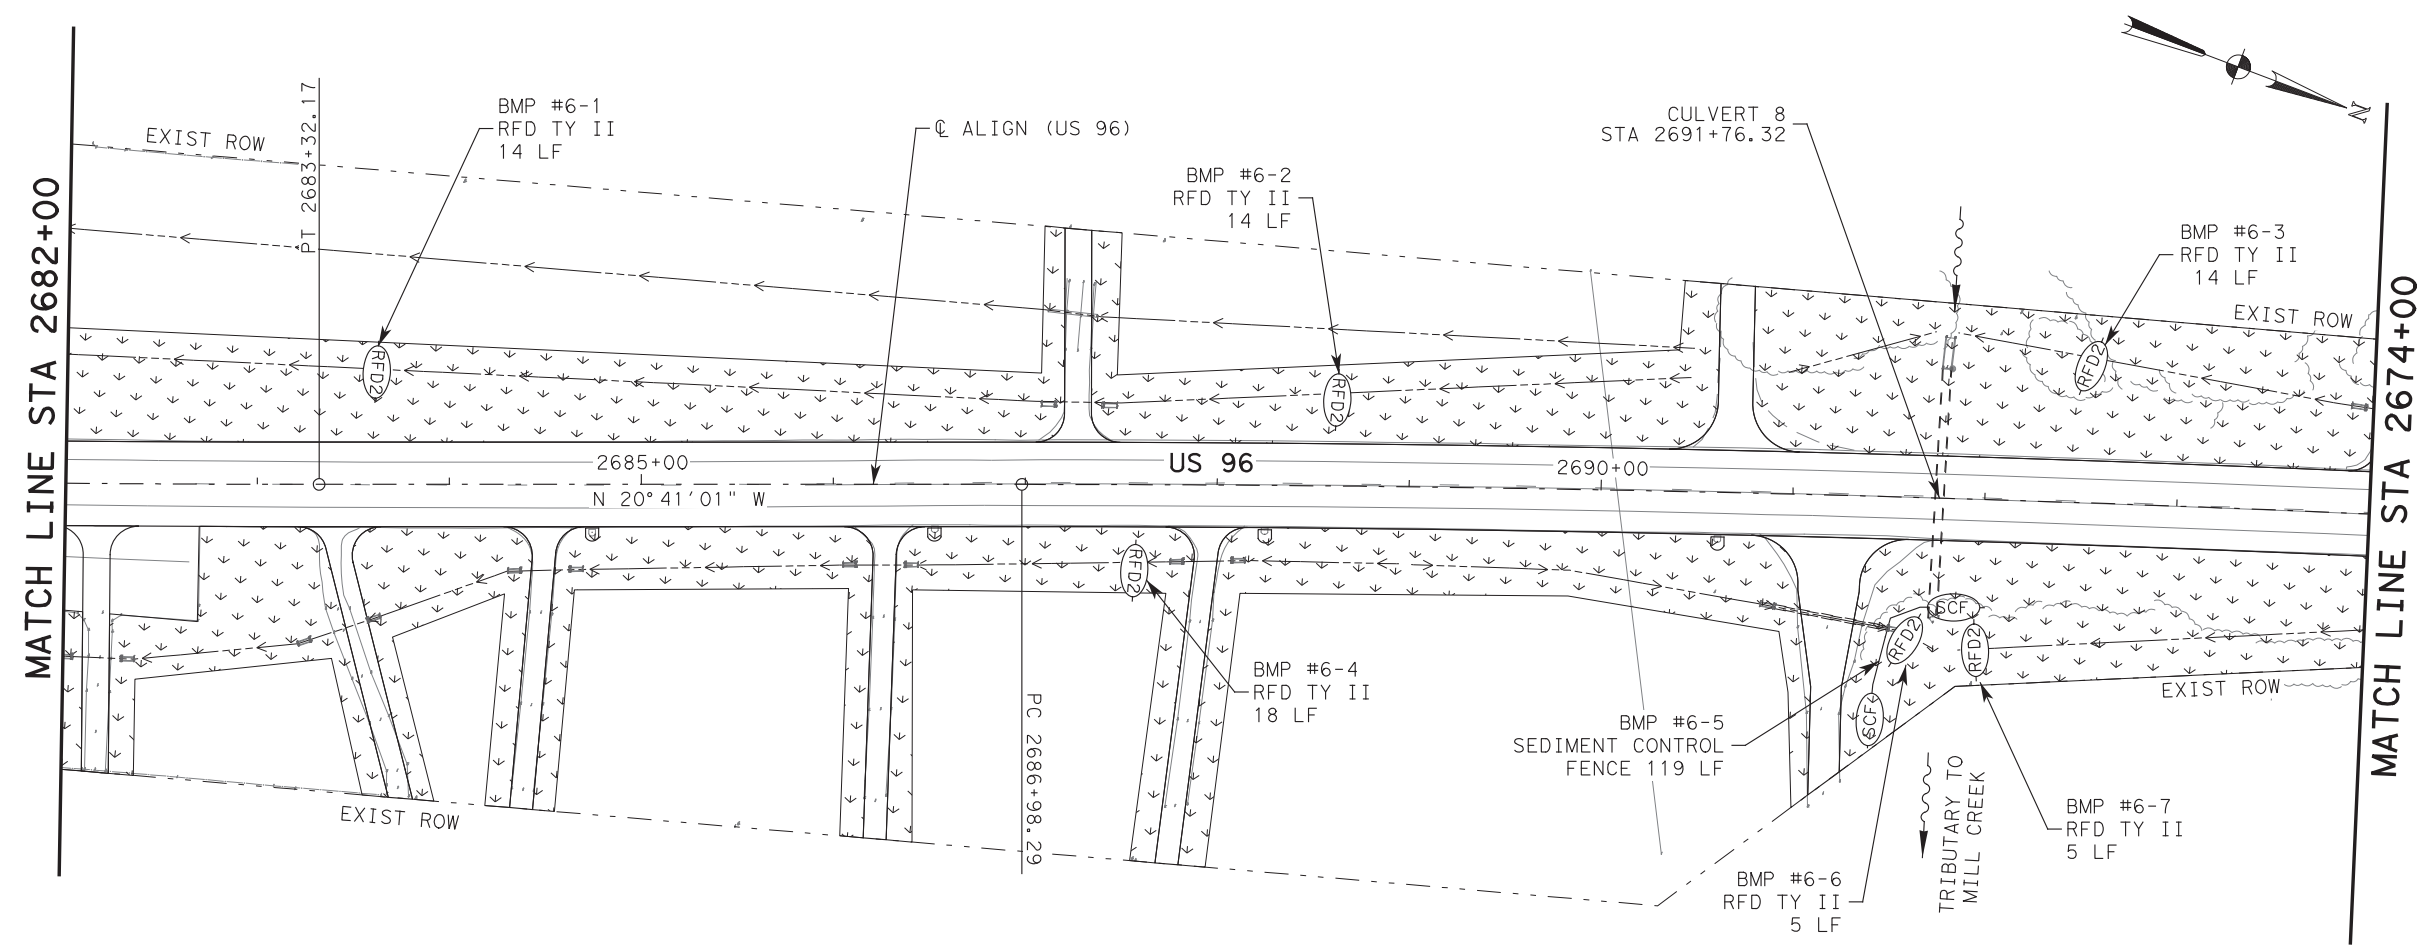 MATCH LINE STA 2682+00
EXIST ROW
PT 2683+32.17
BMP #6-1
RFD TY II
14 LF
℄ ALIGN (US 96)
BMP #6-2
RFD TY II
14 LF
CULVERT 8
STA 2691+76.32
BMP #6-3
RFD TY II
14 LF
N
EXIST ROW
MATCH LINE STA 2674+00
RFD2
RFD2
RFD2
2685+00
US 96
2690+00
N 20°41'01" W
RFD2
SCF
RFD2
RFD2
SCF
BMP #6-4
RFD TY II
18 LF
PC 2686+98.29
BMP #6-5
SEDIMENT CONTROL
FENCE 119 LF
EXIST ROW
EXIST ROW
TRIBUTARY TO
MILL CREEK
BMP #6-7
RFD TY II
5 LF
BMP #6-6
RFD TY II
5 LF